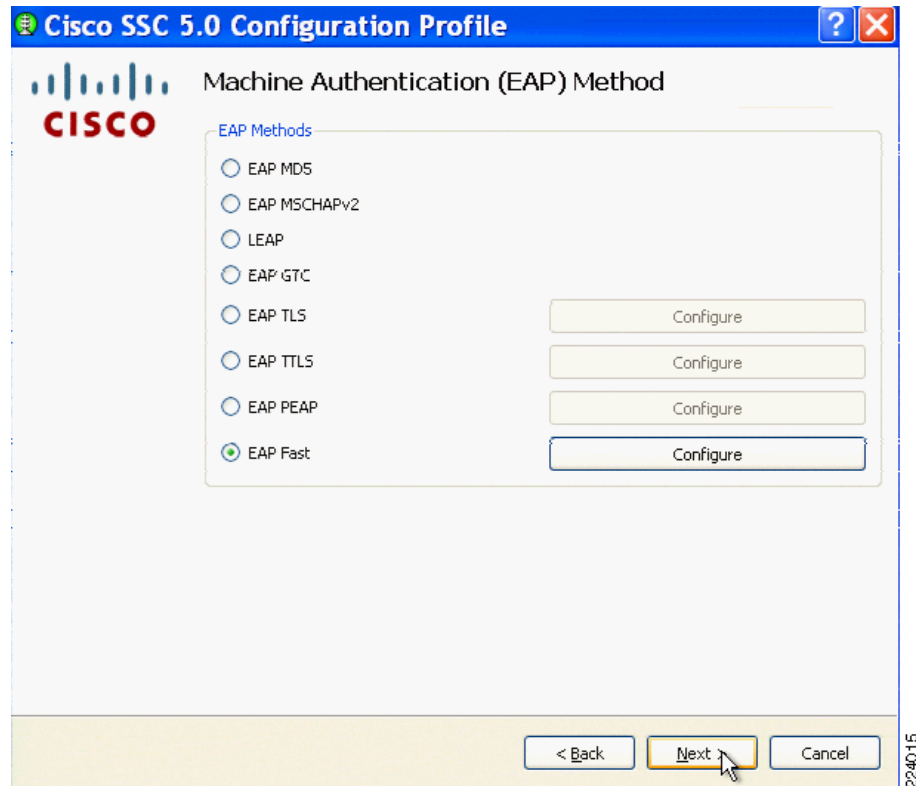 Cisco SSC 5.0 Configuration Profile
?
CISCO
Machine Authentication (EAP) Method
EAP Methods
EAP MD5
EAP MSCHAPv2
LEAP
EAP GTC
EAP TLS Configure
EAP TTLS Configure
EAP PEAP Configure
EAP Fast Configure
< Back Next > Cancel
224015